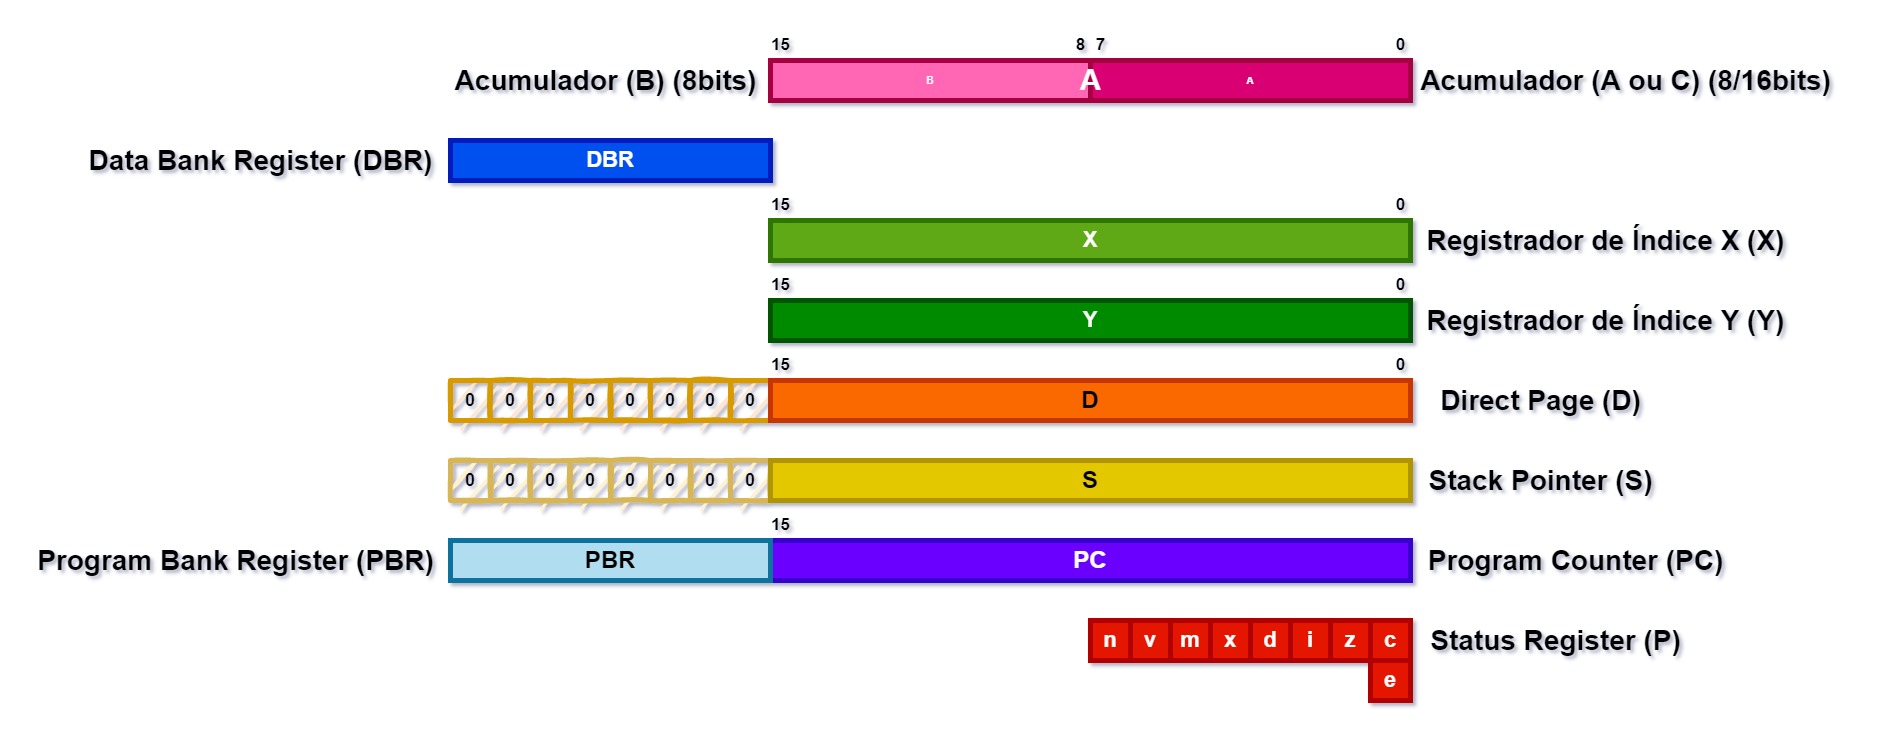 15 8 7 0
Acumulador (B) (8bits) B A A Acumulador (A ou C) (8/16bits)
Data Bank Register (DBR) DBR
15 0
X Registrador de Índice X (X)
15 0
Y Registrador de Índice Y (Y)
15 0
0 0 0 0 0 0 0 0 D Direct Page (D)
0 0 0 0 0 0 0 0 S Stack Pointer (S)
15
Program Bank Register (PBR) PBR PC Program Counter (PC)
n v m x d i z c Status Register (P)
e